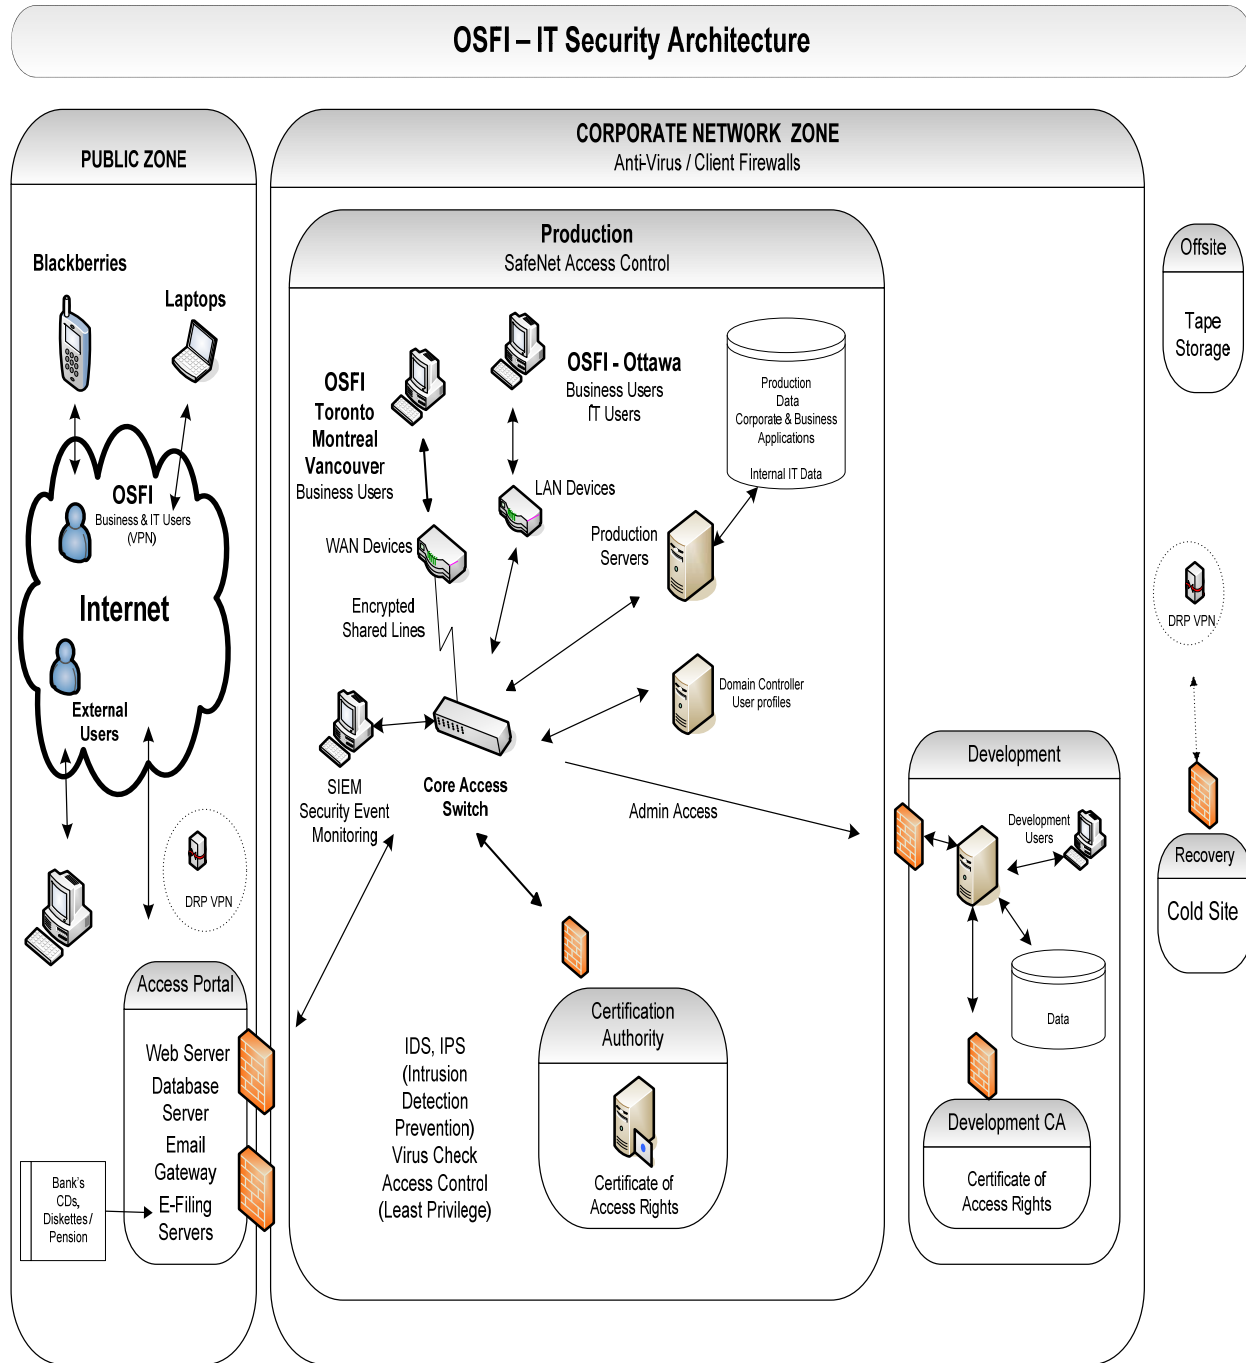 OSFI – IT Security Architecture
PUBLIC ZONE
Blackberries
Laptops
OSFI
Business & IT Users
(VPN)
Internet
External
Users
DRP VPN
Access Portal
Web Server
Database
Server
Email
Gateway
E-Filing
Servers
Bank's
CDs,
Diskettes /
Pension
CORPORATE NETWORK ZONE
Anti-Virus / Client Firewalls
Production
SafeNet Access Control
OSFI
Toronto
Montreal
Vancouver
Business Users
OSFI - Ottawa
Business Users
IT Users
Production
Data
Corporate & Business
Applications
Internal IT Data
LAN Devices
WAN Devices
Production
Servers
Encrypted
Shared Lines
Domain Controller
User profiles
SIEM
Security Event
Monitoring
Core Access
Switch
Admin Access
IDS, IPS
(Intrusion
Detection
Prevention)
Virus Check
Access Control
(Least Privilege)
Certification
Authority
Certificate of
Access Rights
Development
Development
Users
Data
Development CA
Certificate of
Access Rights
Offsite
Tape
Storage
DRP VPN
Recovery
Cold Site